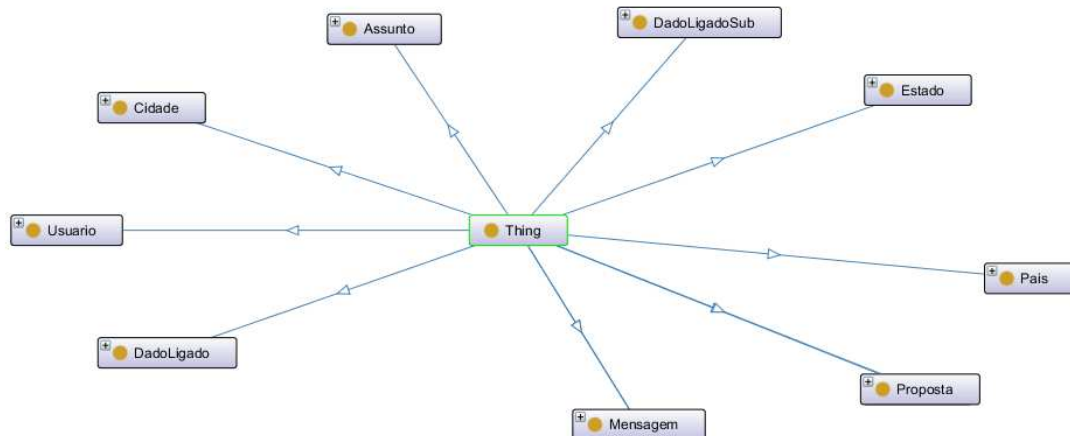 DadoLigadoSub
Assunto
Estado
Cidade
Usuario
Thing
Pais
DadoLigado
Proposta
Mensagem